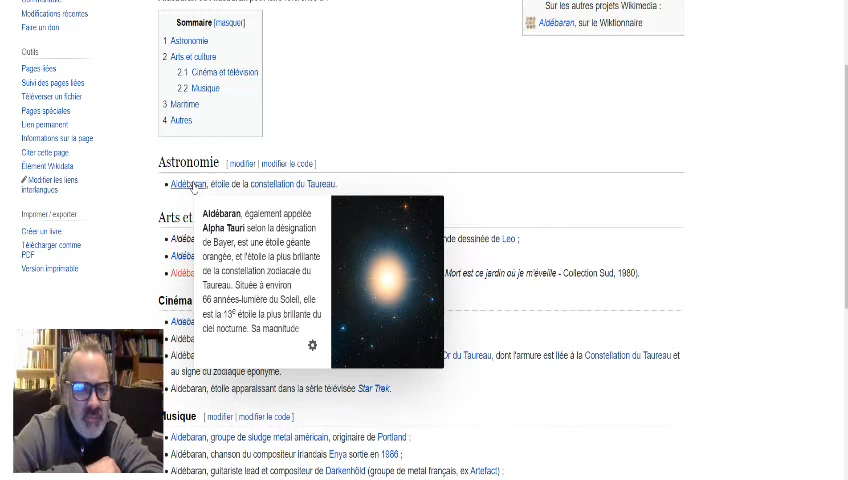 Modifications récentes
Faire un don
Outils
Pages liées
Suivi des pages liées
Téléverser un fichier
Pages spéciales
Lien permanent
Informations sur la page
Citer cette page
Élément Wikidata
Modifier les liens
interlangues
Imprimer / exporter
Créer un livre
Télécharger comme
PDF
Version imprimable
Sommaire [masquer]
1 Astronomie
2 Arts et culture
2.1 Cinéma et télévision
2.2 Musique
3 Maritime
4 Autres
Sur les autres projets Wikimedia :
Aldébaran, sur le Wiktionnaire
Astronomie [ modifier | modifier le code ]
• Aldébaran, étoile de la constellation du Taureau.
Aldébaran, également appelée
Alpha Tauri selon la désignation
de Bayer, est une étoile géante
orangée, et l'étoile la plus brillante
de la constellation zodiacale du
Taureau. Située à environ
66 années-lumière du Soleil, elle
est la 13e étoile la plus brillante du
ciel nocturne. Sa magnitude
Arts et
nde dessinée de Leo ;
Mort est ce jardin où je m'éveille - Collection Sud, 1980).
Cinéma
Or du Taureau, dont l'armure est liée à la Constellation du Taureau et
au signe du zodiaque éponyme.
• Aldebaran, étoile apparaissant dans la série télévisée Star Trek.
Musique [ modifier | modifier le code ]
• Aldebaran, groupe de sludge metal américain, originaire de Portland ;
• Aldebaran, chanson du compositeur irlandais Enya sortie en 1986 ;
• Aldébaran, guitariste lead et compositeur de Darkenhöld (groupe de metal français, ex Artefact) ;